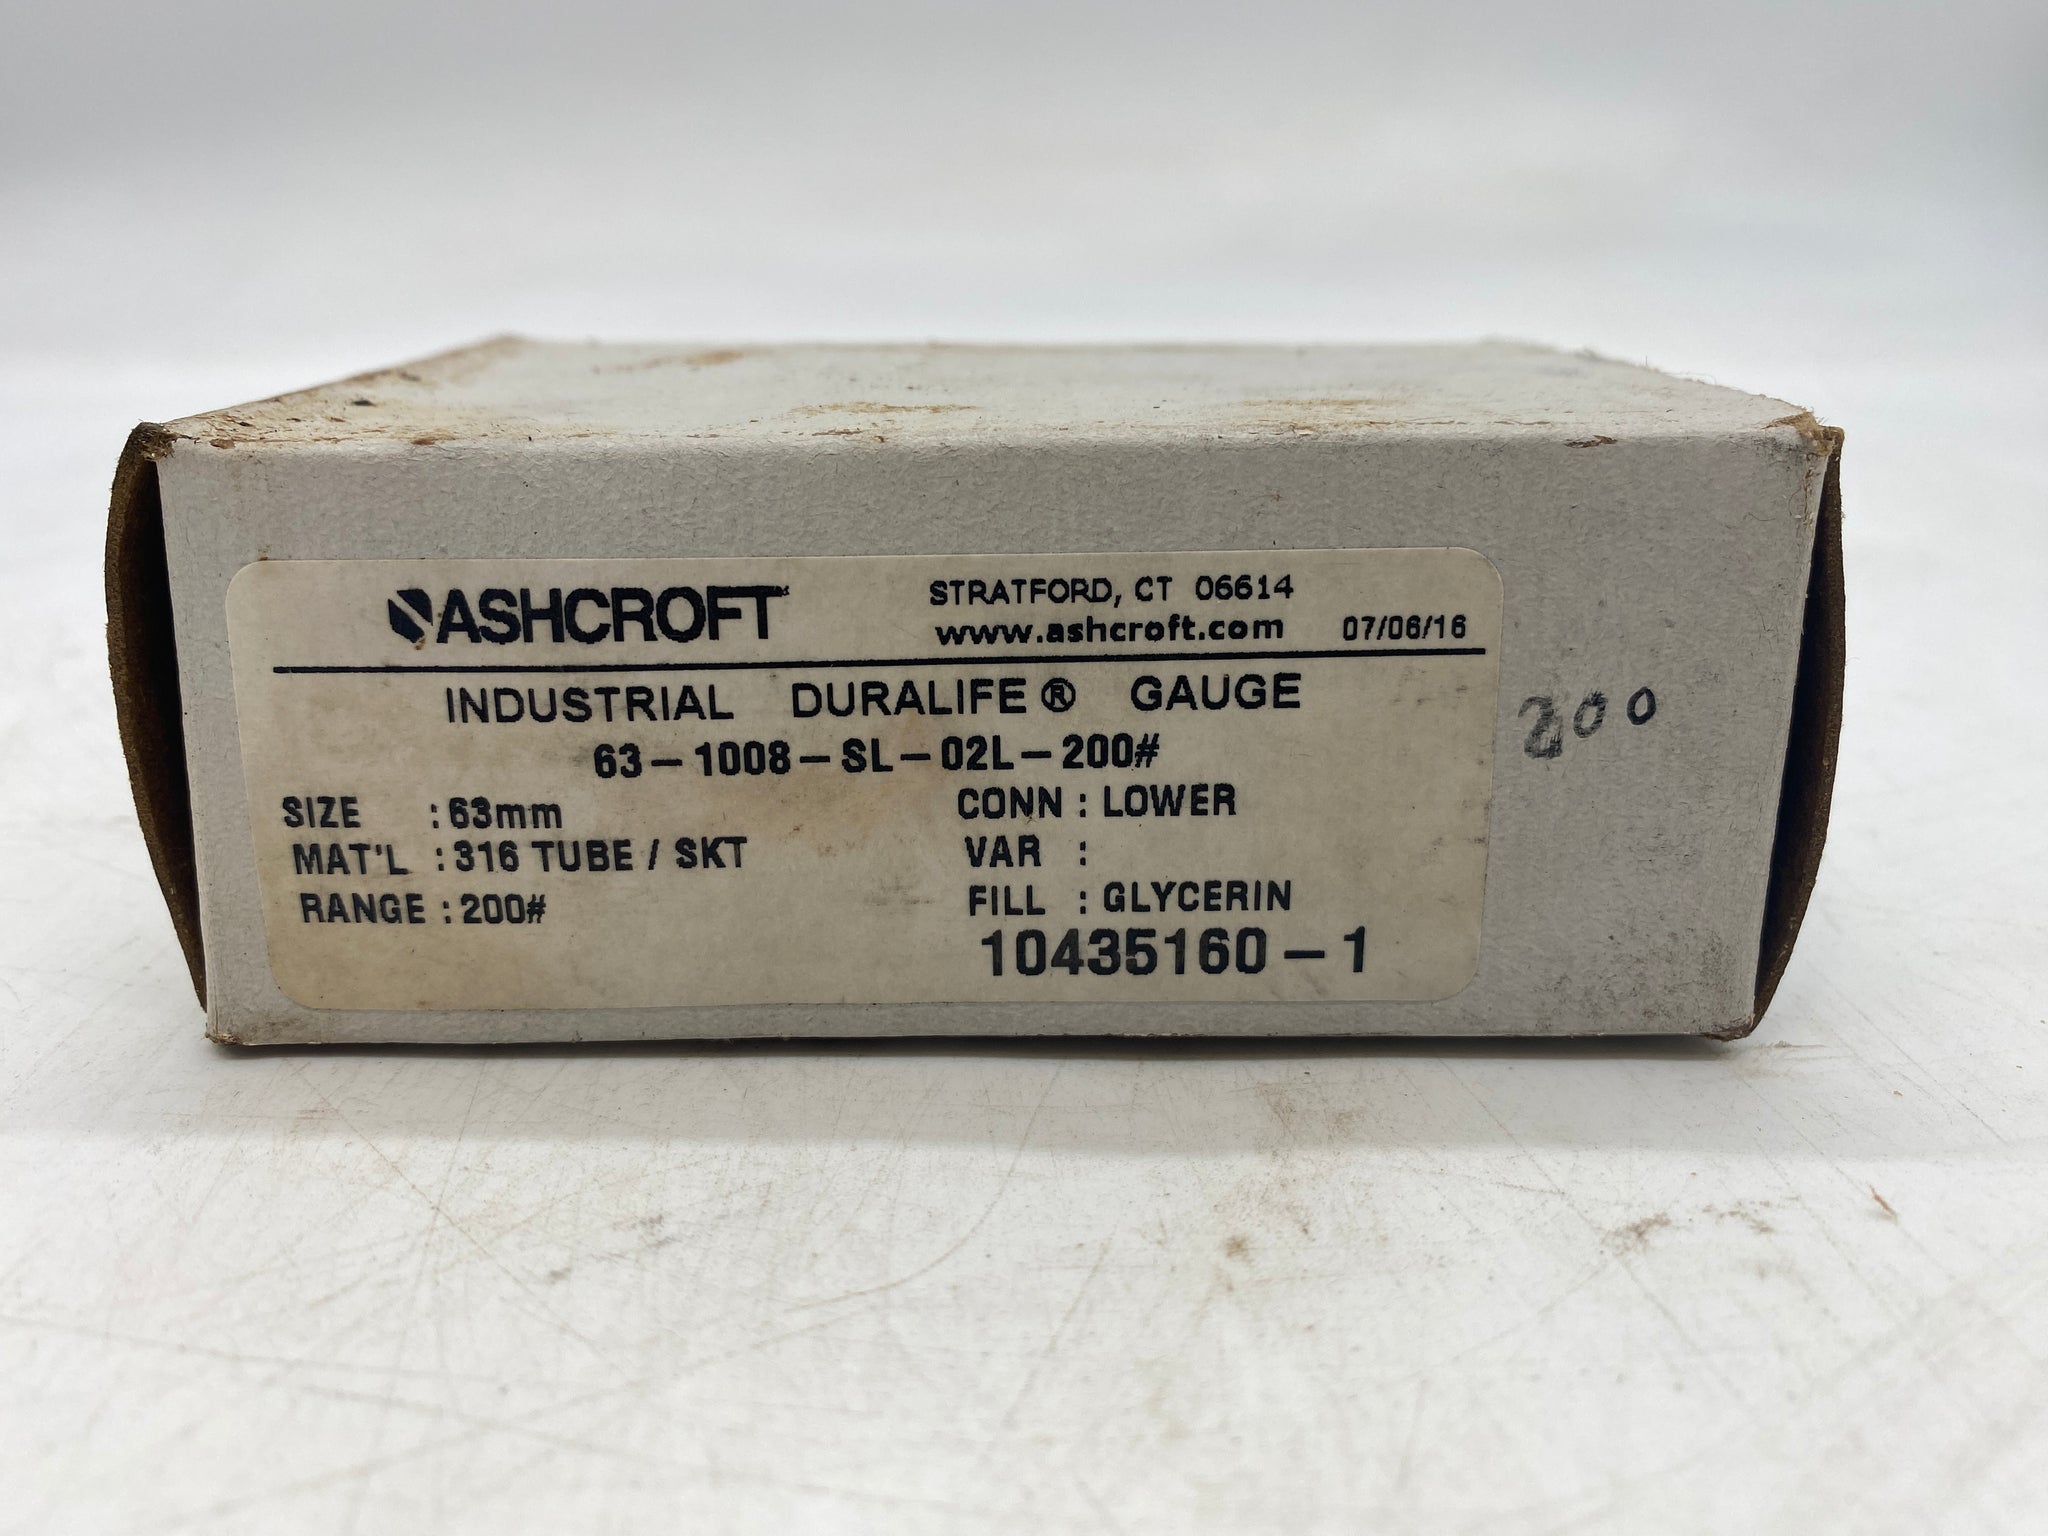 ASHCROFT
STRATFORD, CT 06614
www.ashcroft.com 07/06/16
INDUSTRIAL DURALIFE® GAUGE
63-1008-SL-02L-200#
SIZE :63mm
CONN : LOWER
MAT'L :316 TUBE / SKT
VAR :
RANGE :200#
FILL : GLYCERIN
10435160-1
200